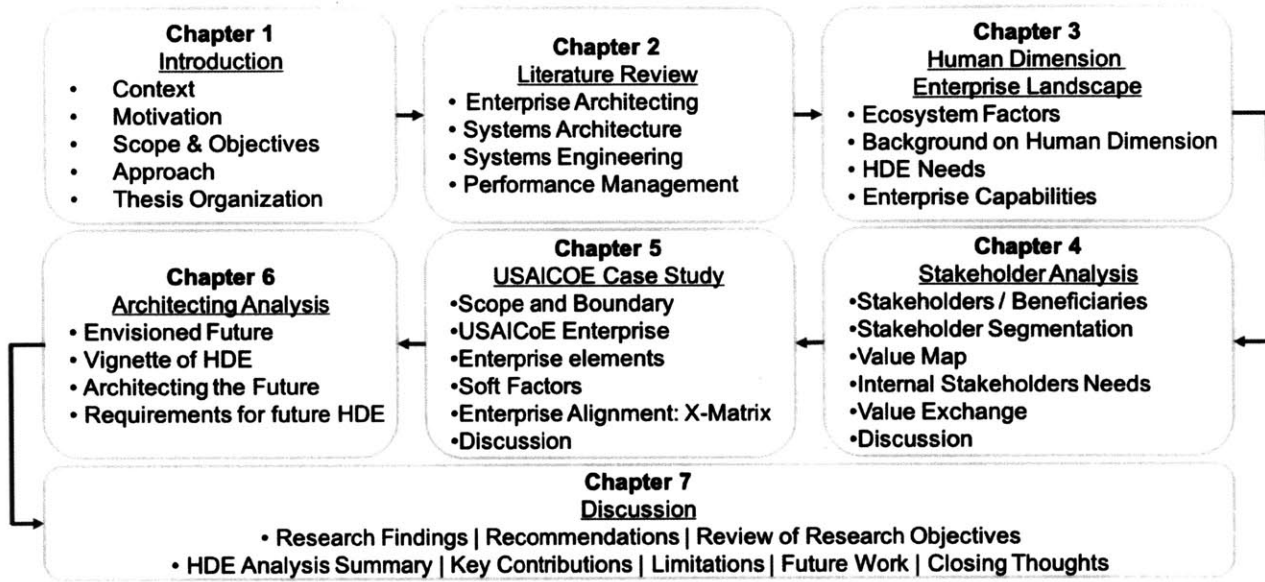 Chapter 1
Introduction
• Context
• Motivation
• Scope & Objectives
• Approach
• Thesis Organization
Chapter 2
Literature Review
• Enterprise Architecting
• Systems Architecture
• Systems Engineering
• Performance Management
Chapter 3
Human Dimension
Enterprise Landscape
• Ecosystem Factors
• Background on Human Dimension
• HDE Needs
• Enterprise Capabilities
Chapter 4
Stakeholder Analysis
•Stakeholders / Beneficiaries
•Stakeholder Segmentation
•Value Map
•Internal Stakeholders Needs
•Value Exchange
•Discussion
Chapter 5
USAICOE Case Study
•Scope and Boundary
•USAICoE Enterprise
•Enterprise elements
•Soft Factors
•Enterprise Alignment: X-Matrix
•Discussion
Chapter 6
Architecting Analysis
• Envisioned Future
• Vignette of HDE
• Architecting the Future
• Requirements for future HDE
Chapter 7
Discussion
• Research Findings | Recommendations | Review of Research Objectives
• HDE Analysis Summary | Key Contributions | Limitations | Future Work | Closing Thoughts